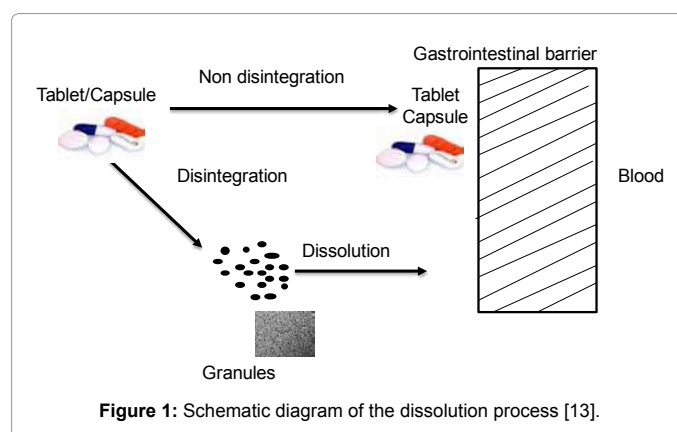 Gastrointestinal barrier
Non disintegration
Tablet/Capsule
Tablet
Capsule
Disintegration
Blood
Dissolution
Granules
Figure 1: Schematic diagram of the dissolution process [13].